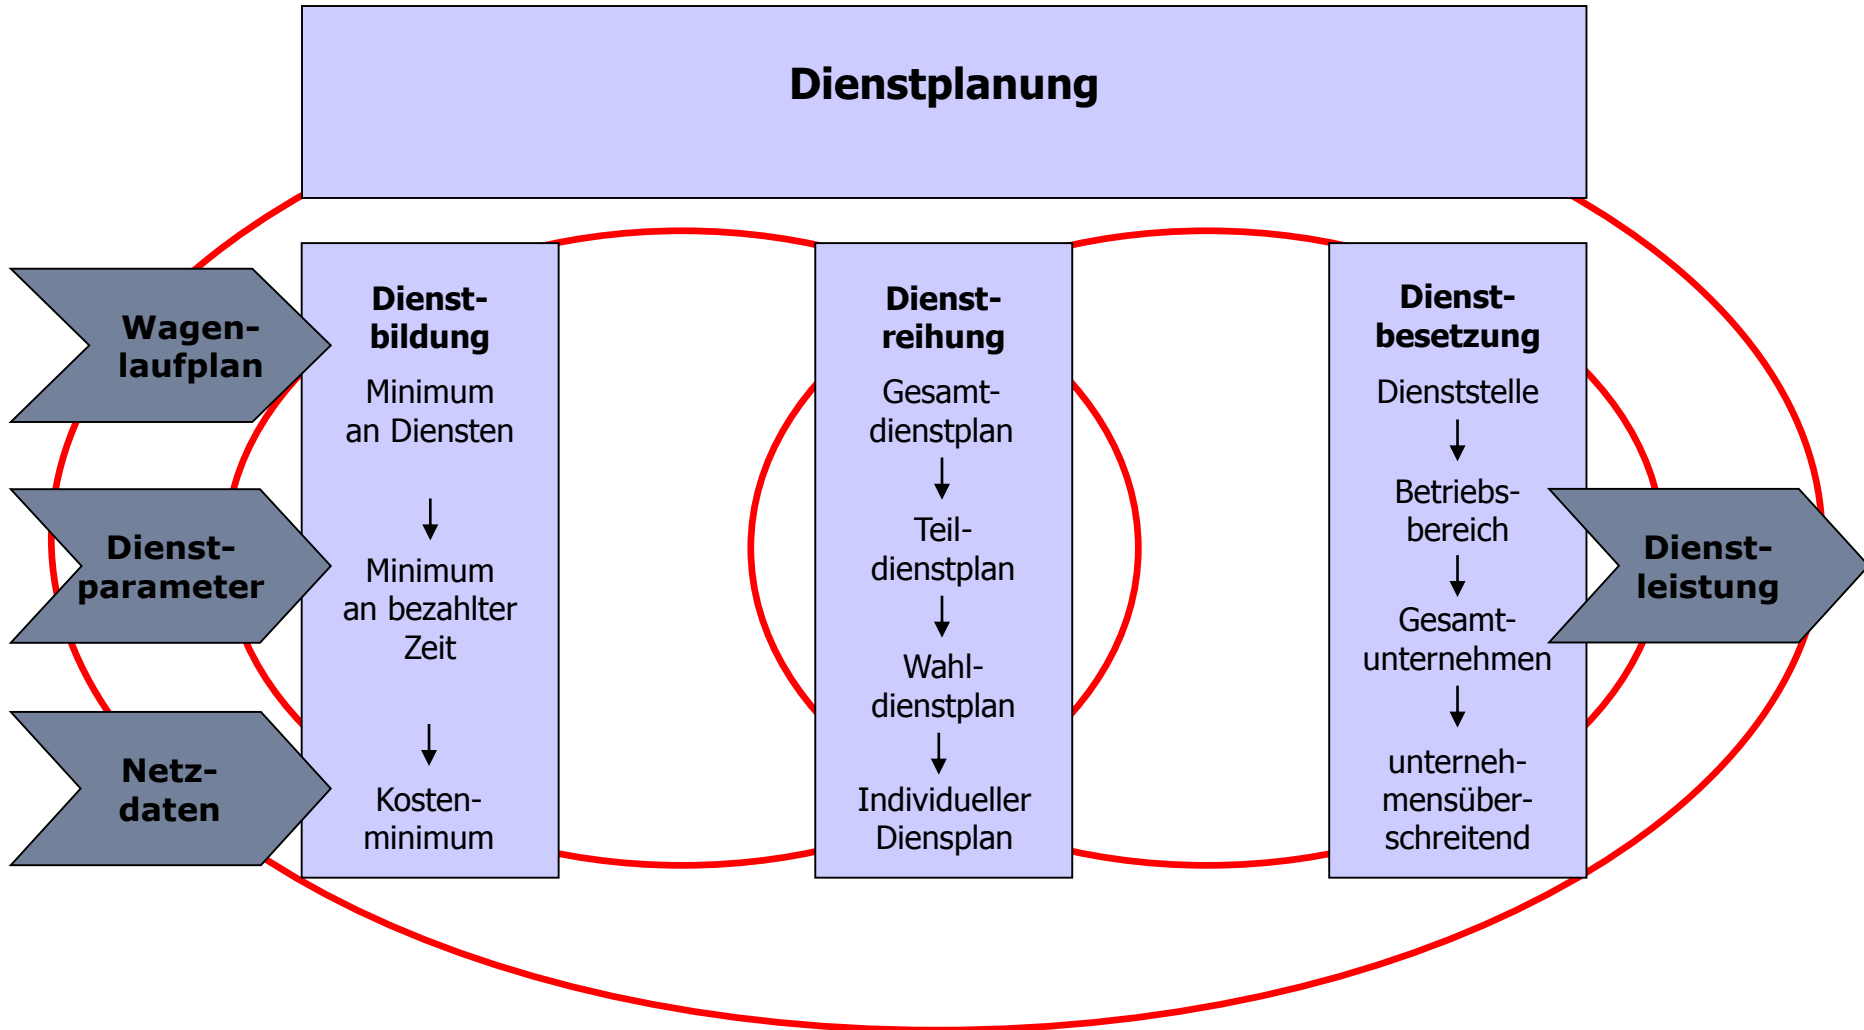 Dienstplanung
Wagen-
laufplan
Dienst-
parameter
Netz-
daten
Dienst-
bildung
Minimum
an Diensten
Minimum
an bezahlter
Zeit
Kosten-
minimum
Dienst-
reihung
Gesamt-
dienstplan
Teil-
dienstplan
Wahl-
dienstplan
Individueller
Diensplan
Dienst-
besetzung
Dienststelle
Betriebs-
bereich
Gesamt-
unternehmen
unterneh-
mensüber-
schreitend
Dienst-
leistung